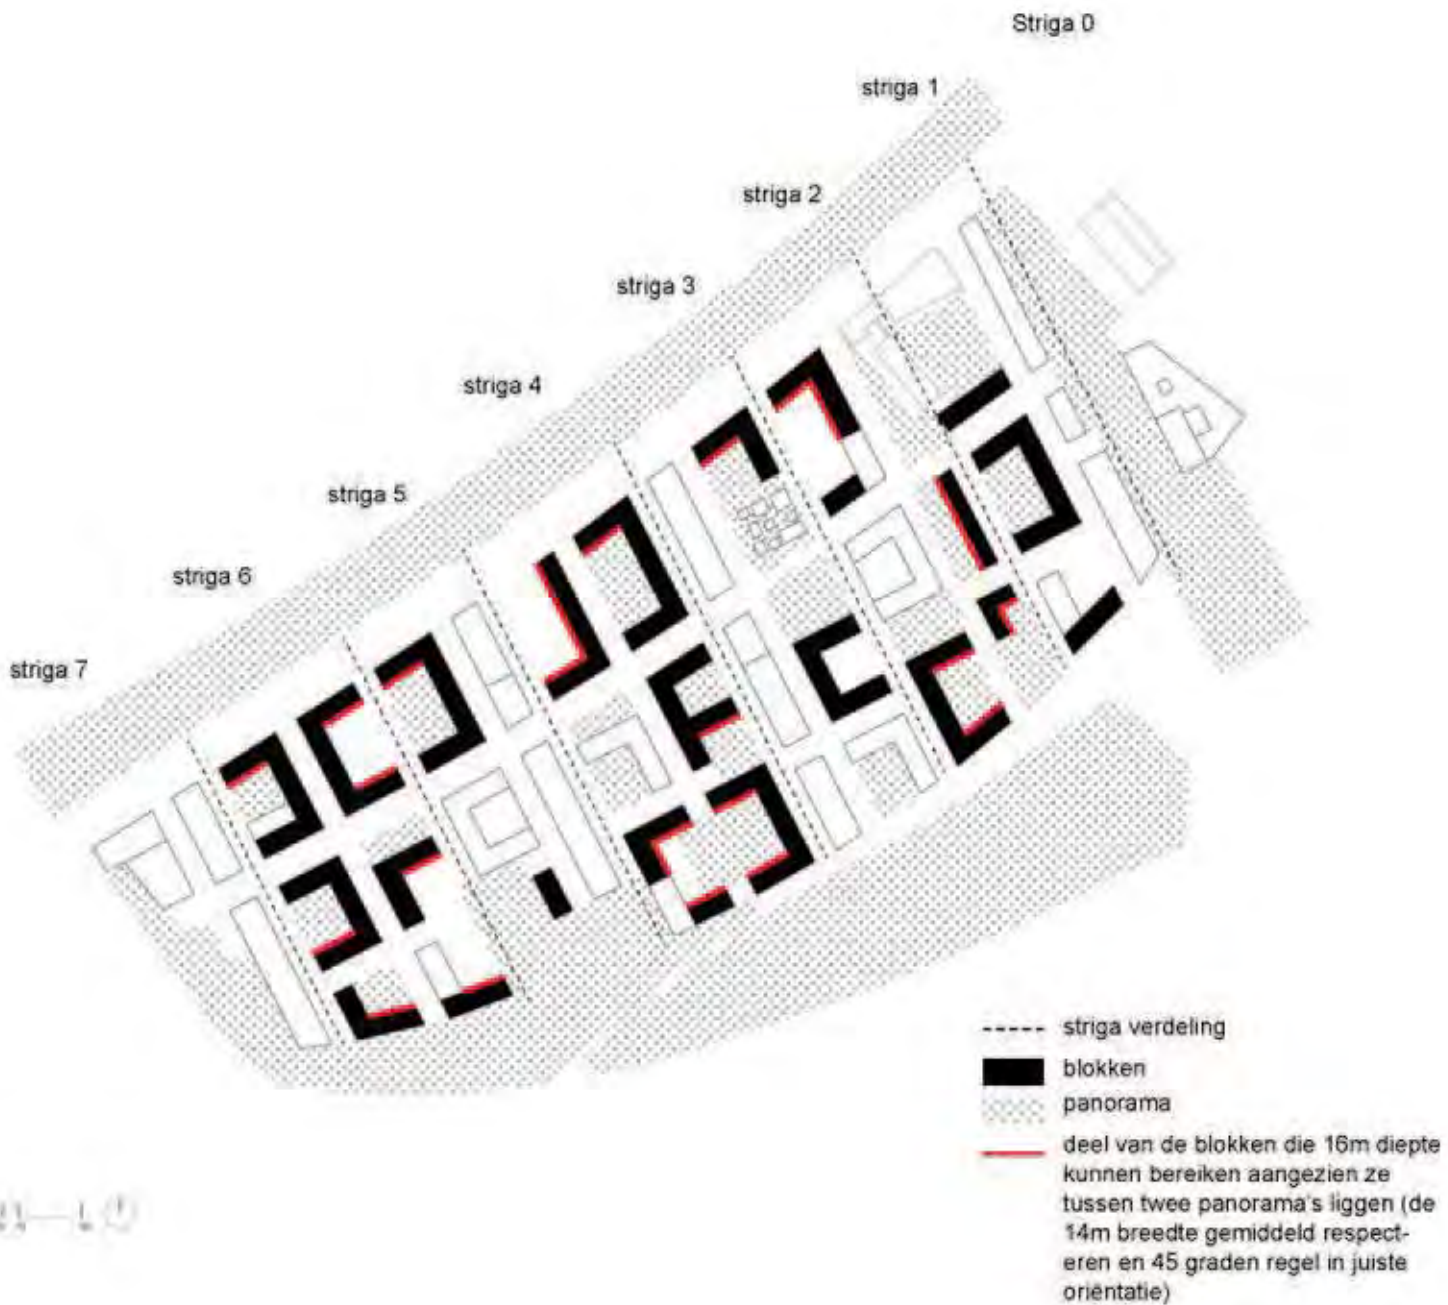 Striga 0
striga 1
striga 2
striga 3
striga 4
striga 5
striga 6
striga 7
striga verdeling
blokken
panorama
deel van de blokken die 16m diepte
kunnen bereiken aangezien ze
tussen twee panorama's liggen (de
14m breedte gemiddeld respect-
eren en 45 graden regel in juiste
oriëntatie)